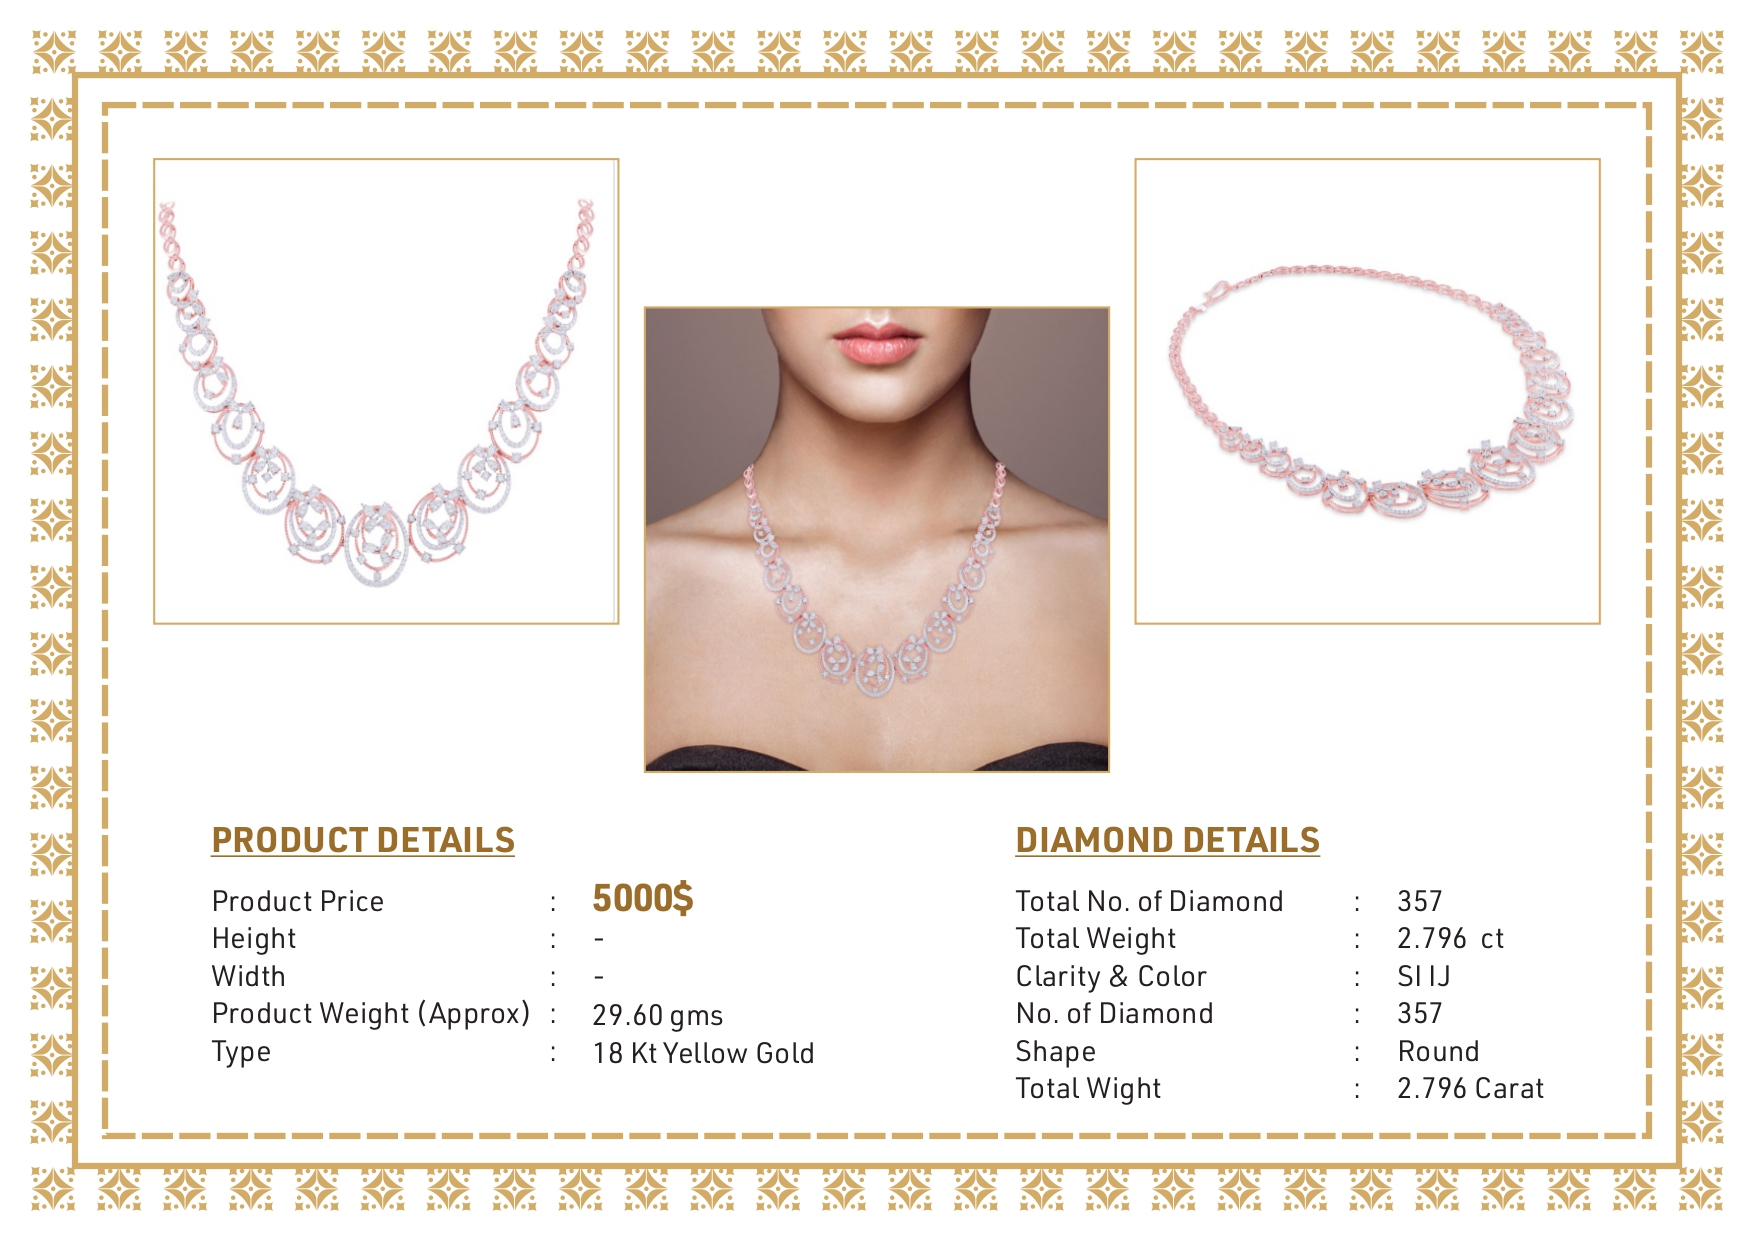 PRODUCT DETAILS
Product Price : 5000$
Height : -
Width : -
Product Weight (Approx) : 29.60 gms
Type : 18 Kt Yellow Gold
DIAMOND DETAILS
Total No. of Diamond : 357
Total Weight : 2.796 ct
Clarity & Color : SI IJ
No. of Diamond : 357
Shape : Round
Total Wight : 2.796 Carat